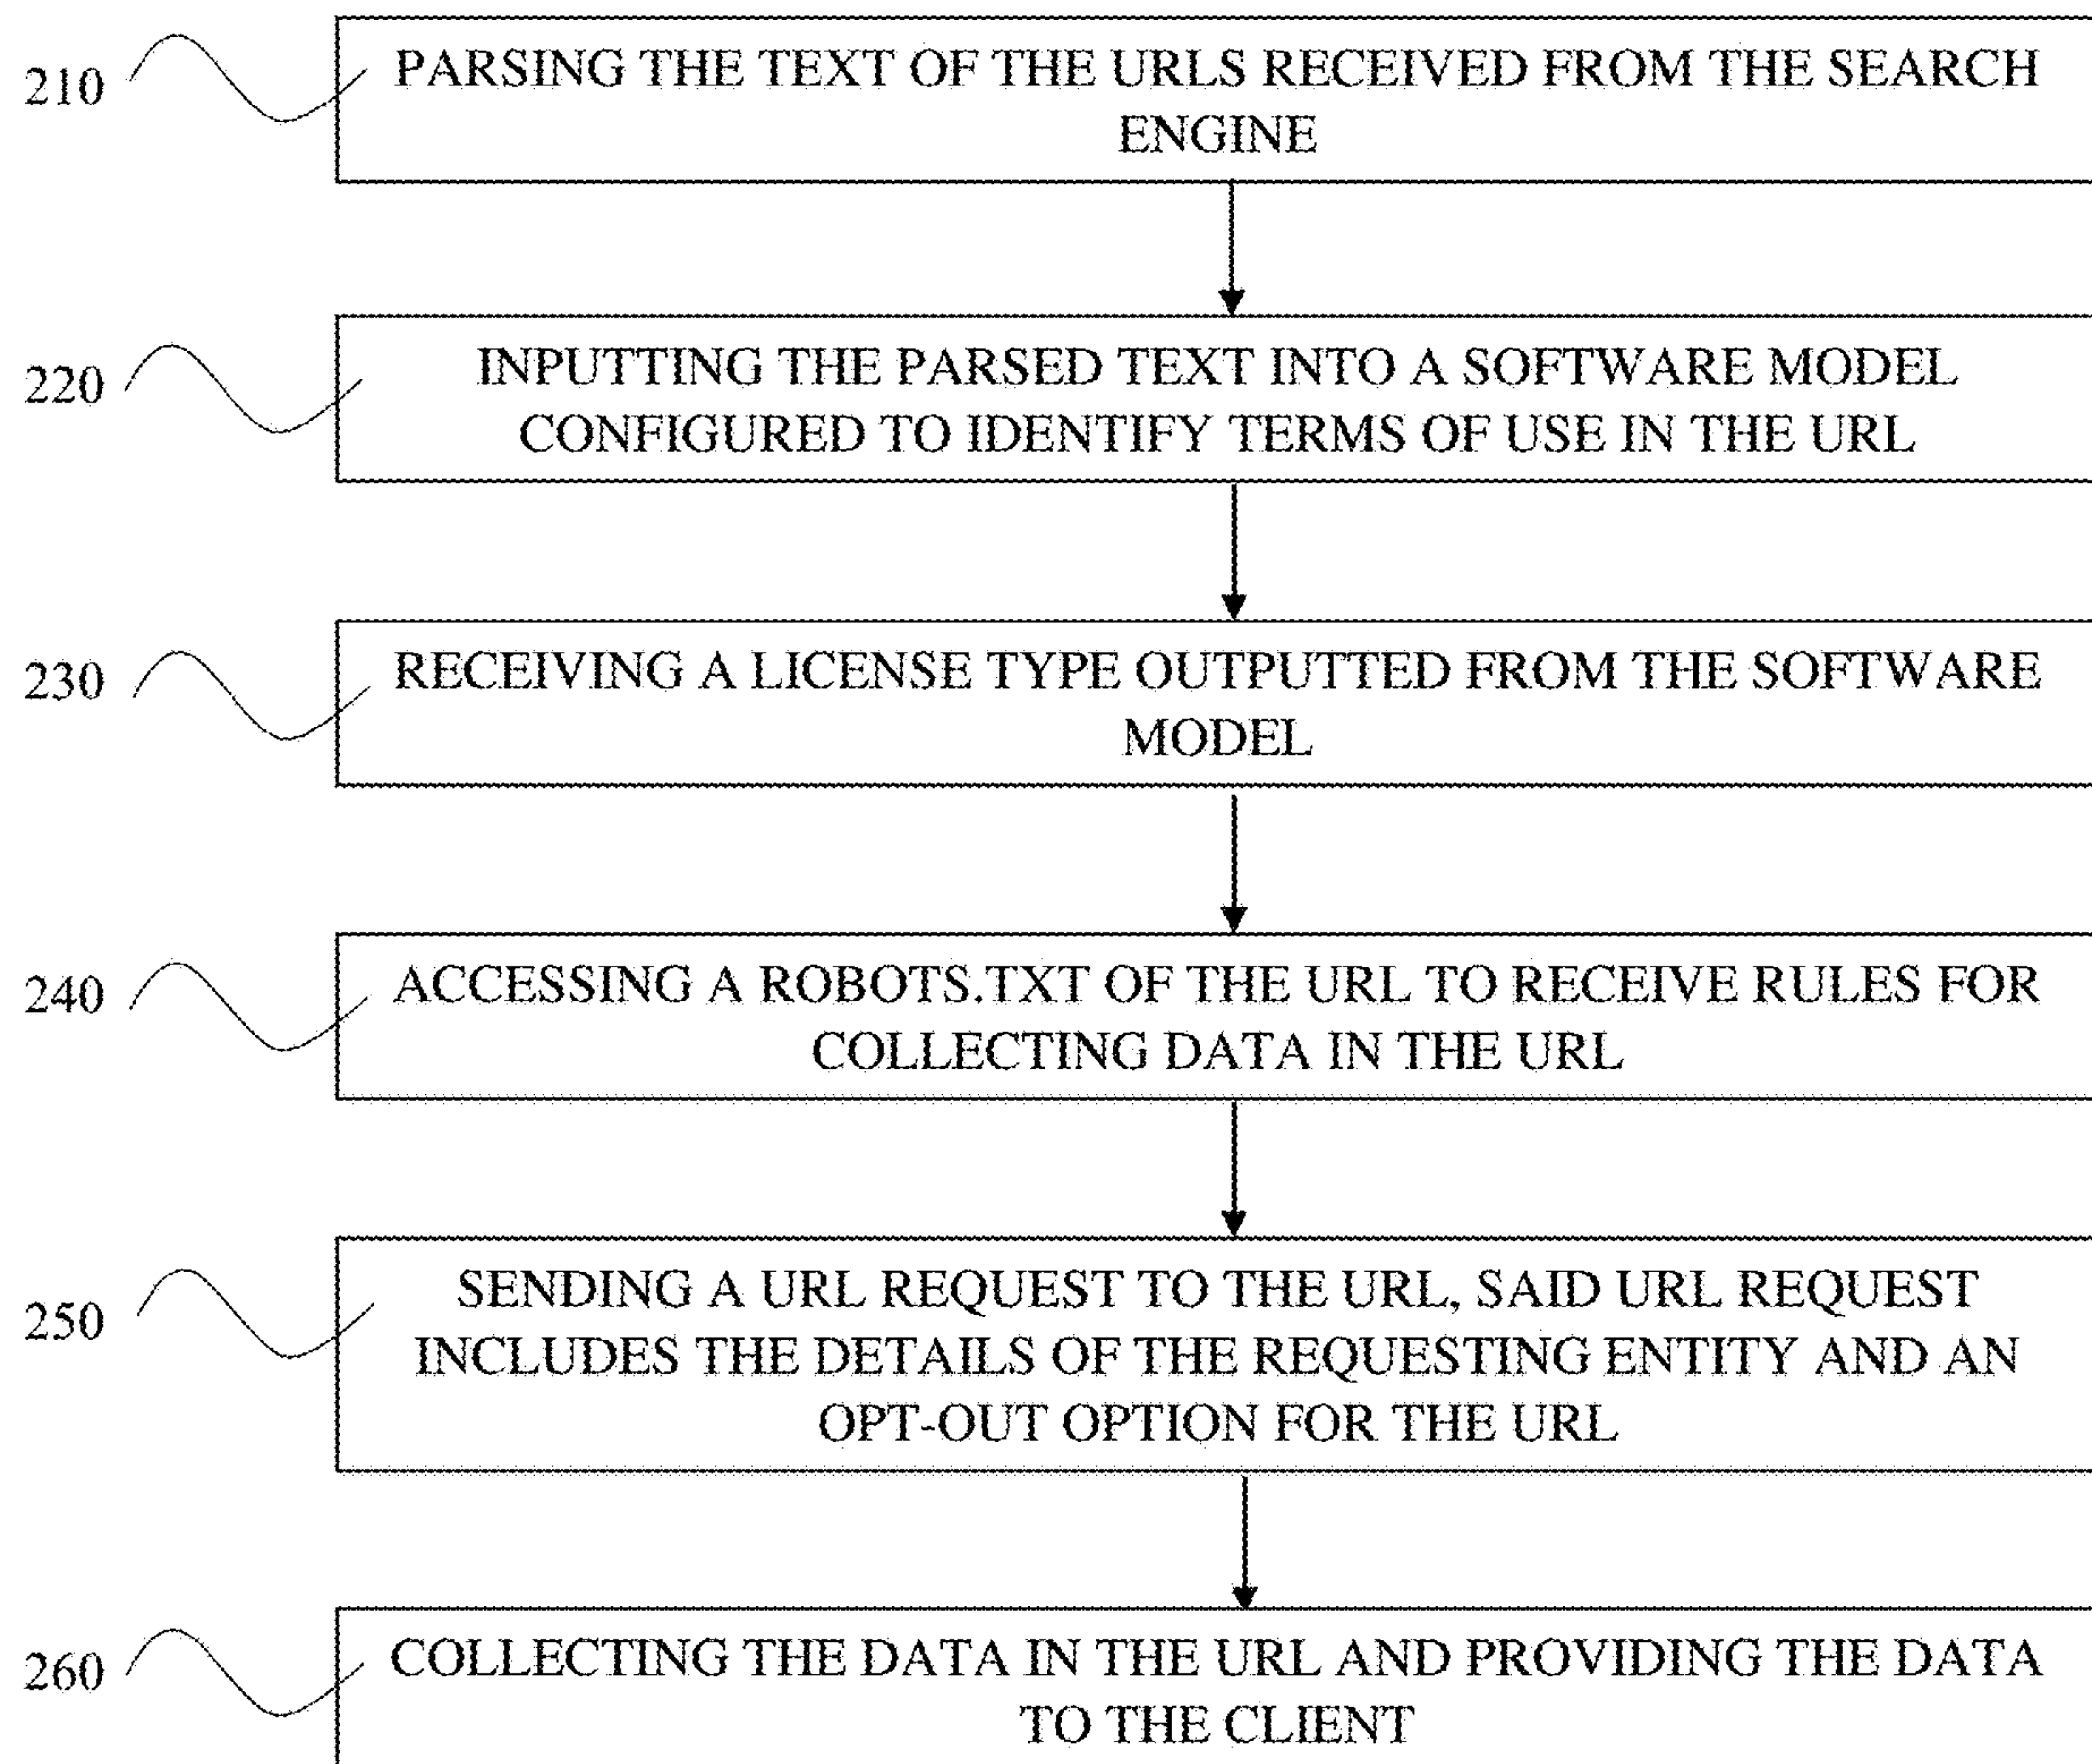 210
PARSING THE TEXT OF THE URLS RECEIVED FROM THE SEARCH
ENGINE
220
INPUTTING THE PARSED TEXT INTO A SOFTWARE MODEL
CONFIGURED TO IDENTIFY TERMS OF USE IN THE URL
230
RECEIVING A LICENSE TYPE OUTPUTTED FROM THE SOFTWARE
MODEL
240
ACCESSING A ROBOTS.TXT OF THE URL TO RECEIVE RULES FOR
COLLECTING DATA IN THE URL
250
SENDING A URL REQUEST TO THE URL, SAID URL REQUEST
INCLUDES THE DETAILS OF THE REQUESTING ENTITY AND AN
OPT-OUT OPTION FOR THE URL
260
COLLECTING THE DATA IN THE URL AND PROVIDING THE DATA
TO THE CLIENT